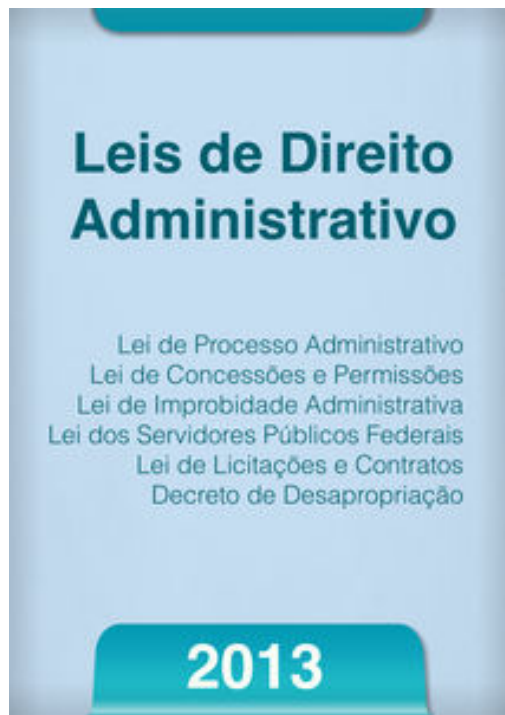 Leis de Direito
Administrativo
Lei de Processo Administrativo
Lei de Concessões e Permissões
Lei de Improbidade Administrativa
Lei dos Servidores Públicos Federais
Lei de Licitações e Contratos
Decreto de Desapropriação
2013